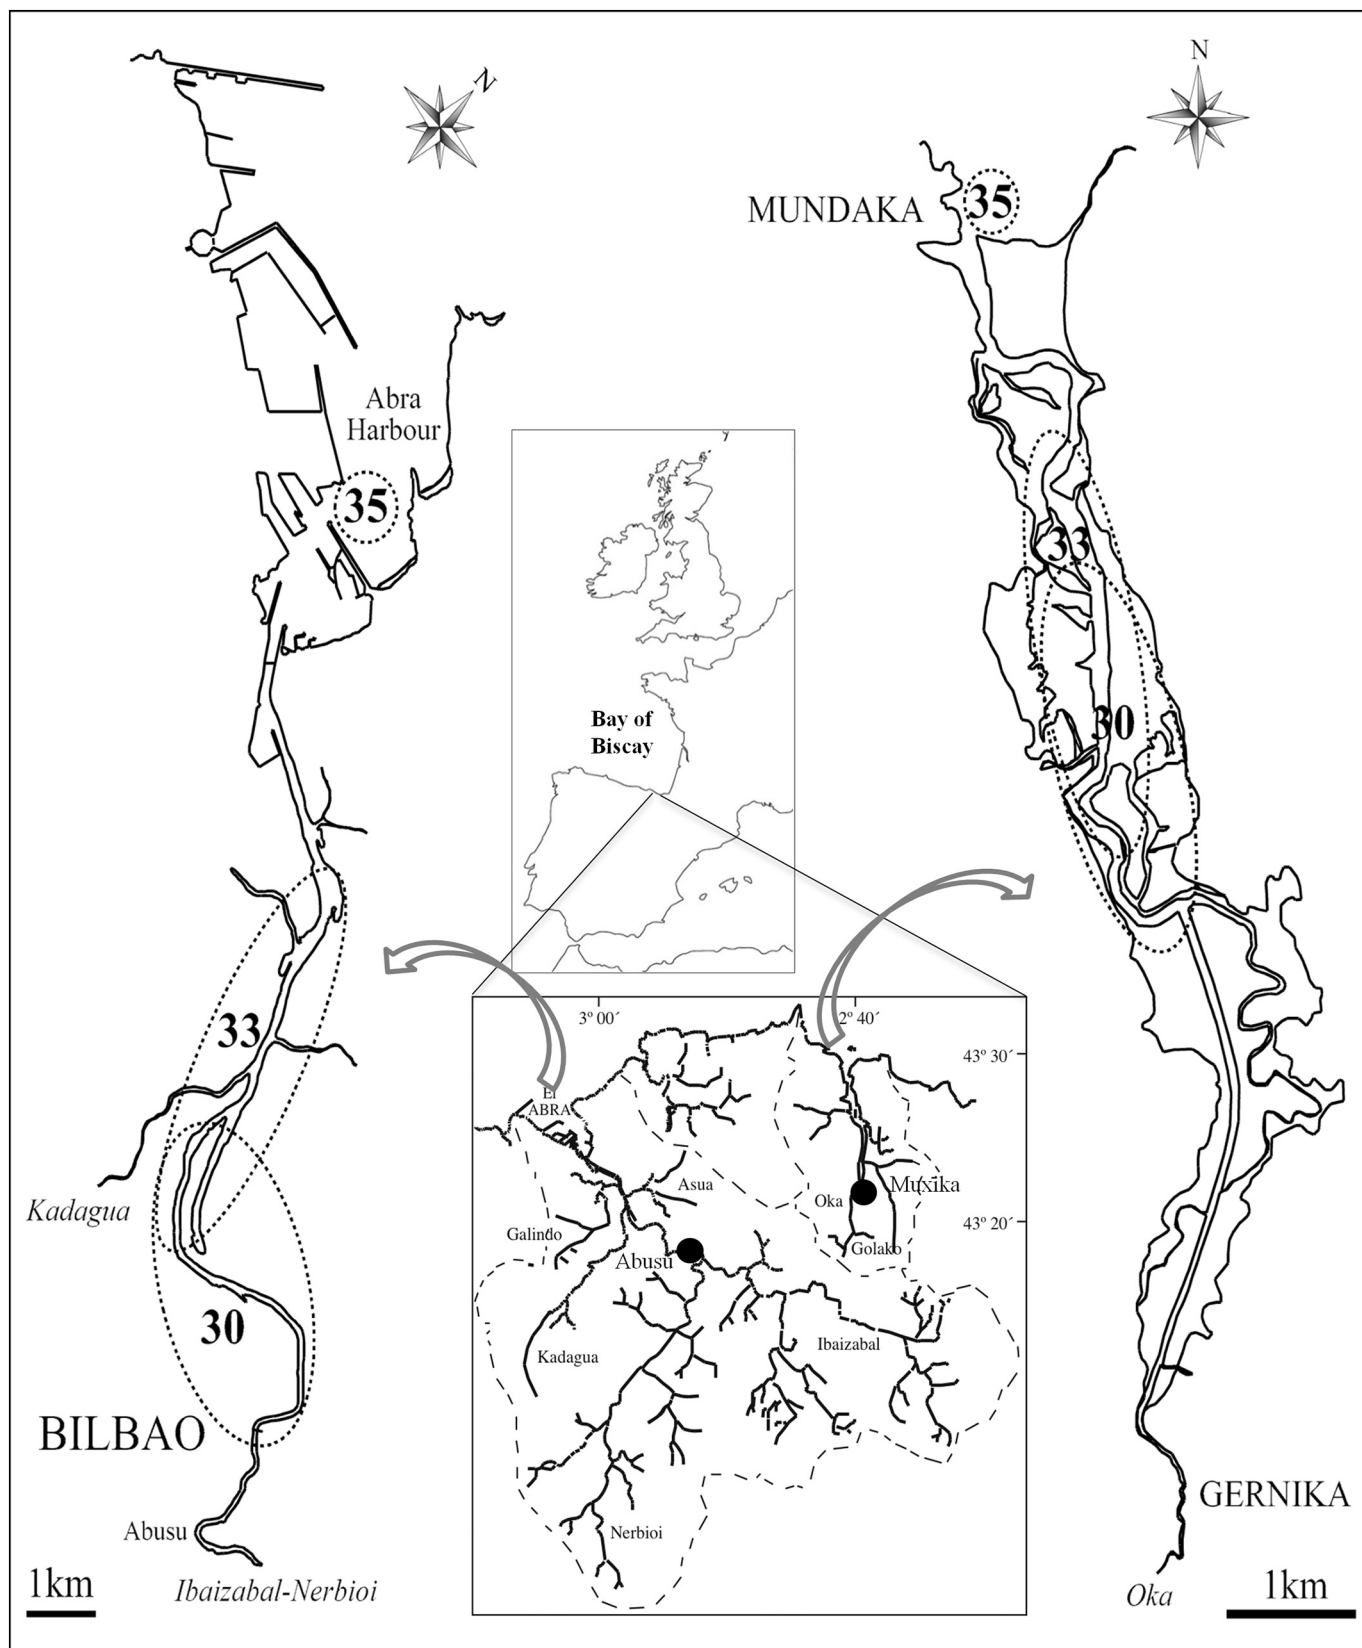 N
Abra
Harbour
35
33
Kadagua
30
BILBAO
Abusu
Ibaizabal-Nerbioi
1km
Bay of
Biscay
3º 00´
2º 40´
43º 30´
43º 20´
El
ABRA
Asua
Galindo
Abusu
Oka
Muxika
Golako
Kadagua
Ibaizabal
Nerbioi
N
MUNDAKA
35
33
30
GERNIKA
Oka
1km